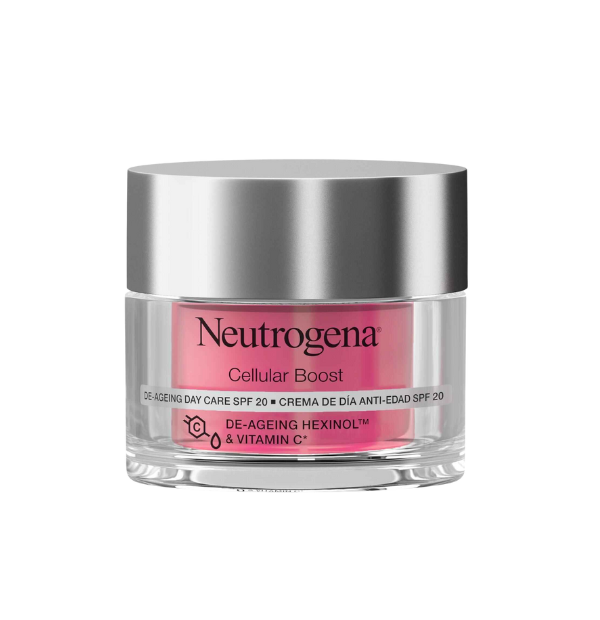 Neutrogena®
Cellular Boost
DE-AGEING DAY CARE SPF 20 ▪ CREMA DE DÍA ANTI-EDAD SPF 20
C
DE-AGEING HEXINOL™
& VITAMIN C*